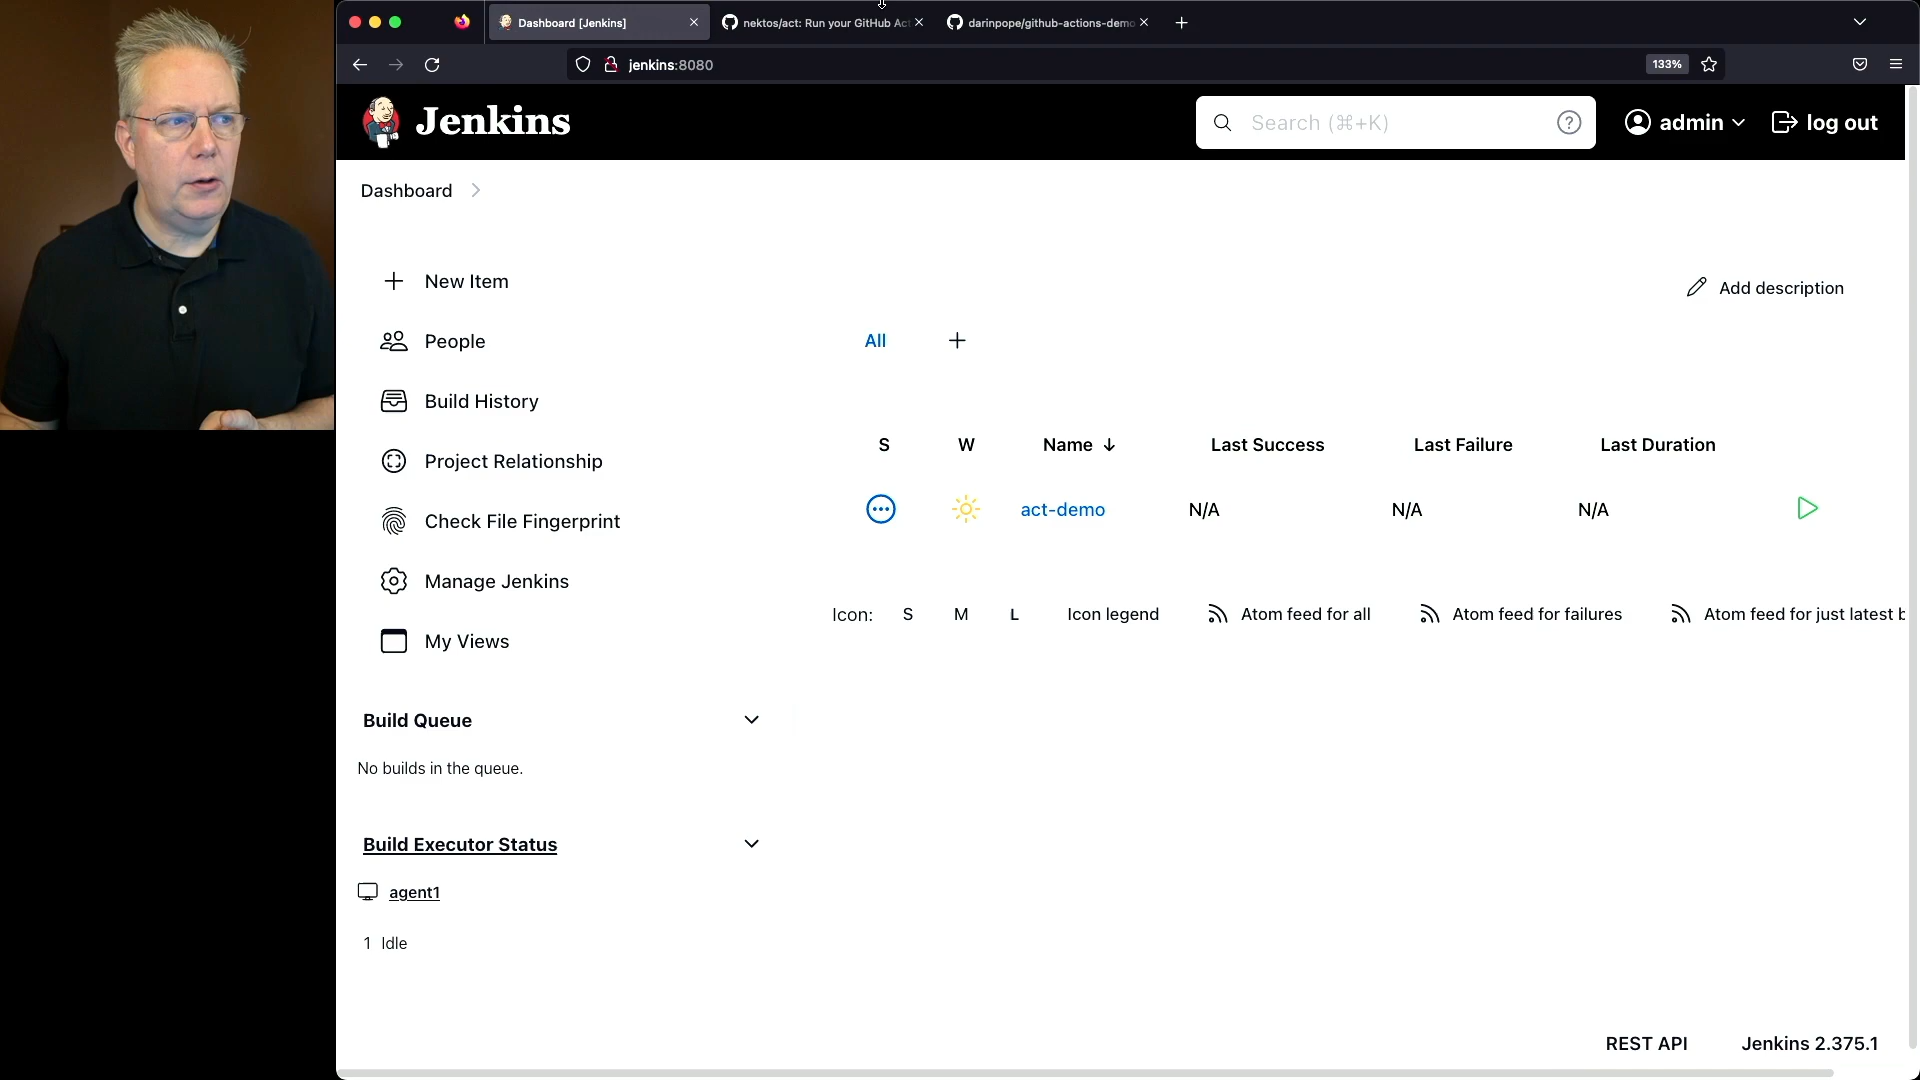 Dashboard [Jenkins]
nektos/act: Run your GitHub Ac
darinpope/github-actions-demo
jenkins:8080
133%
Jenkins
Search (⌘+K)
admin
log out
Dashboard
New Item
People
Build History
Project Relationship
Check File Fingerprint
Manage Jenkins
My Views
Add description
All
S W Name ↓ Last Success Last Failure Last Duration
act-demo N/A N/A N/A
Icon: S M L Icon legend Atom feed for all Atom feed for failures Atom feed for just latest b
Build Queue
No builds in the queue.
Build Executor Status
agent1
1 Idle
REST API Jenkins 2.375.1